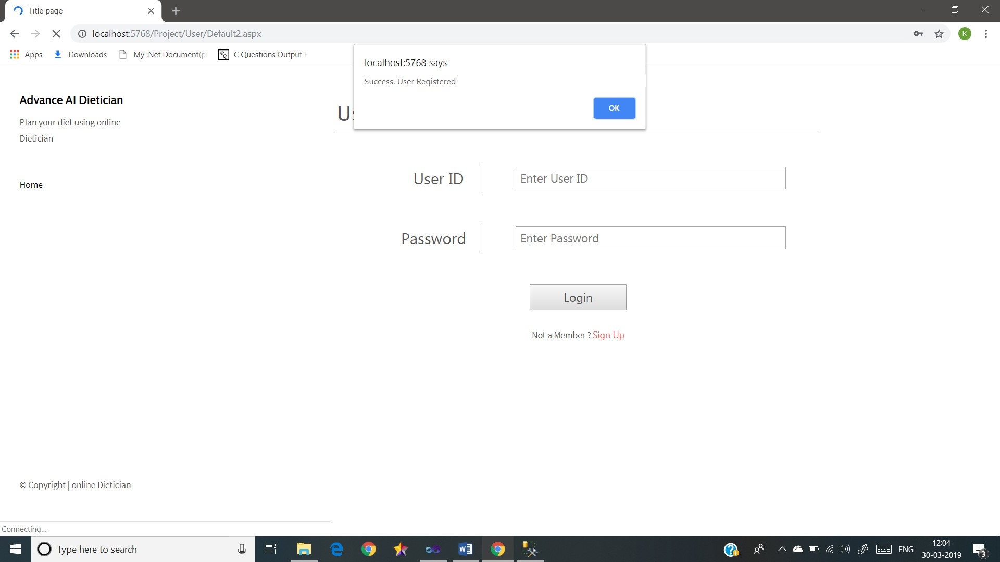 Title page
localhost:5768/Project/User/Default2.aspx
K
Apps
Downloads
My .Net Document(p
C Questions Output E
localhost:5768 says
Success. User Registered
OK
Advance AI Dietician
Plan your diet using online
Dietician
Home
User ID
Enter User ID
Password
Enter Password
Login
Not a Member ? Sign Up
© Copyright | online Dietician
Connecting...
Type here to search
ENG
12:04
30-03-2019
3